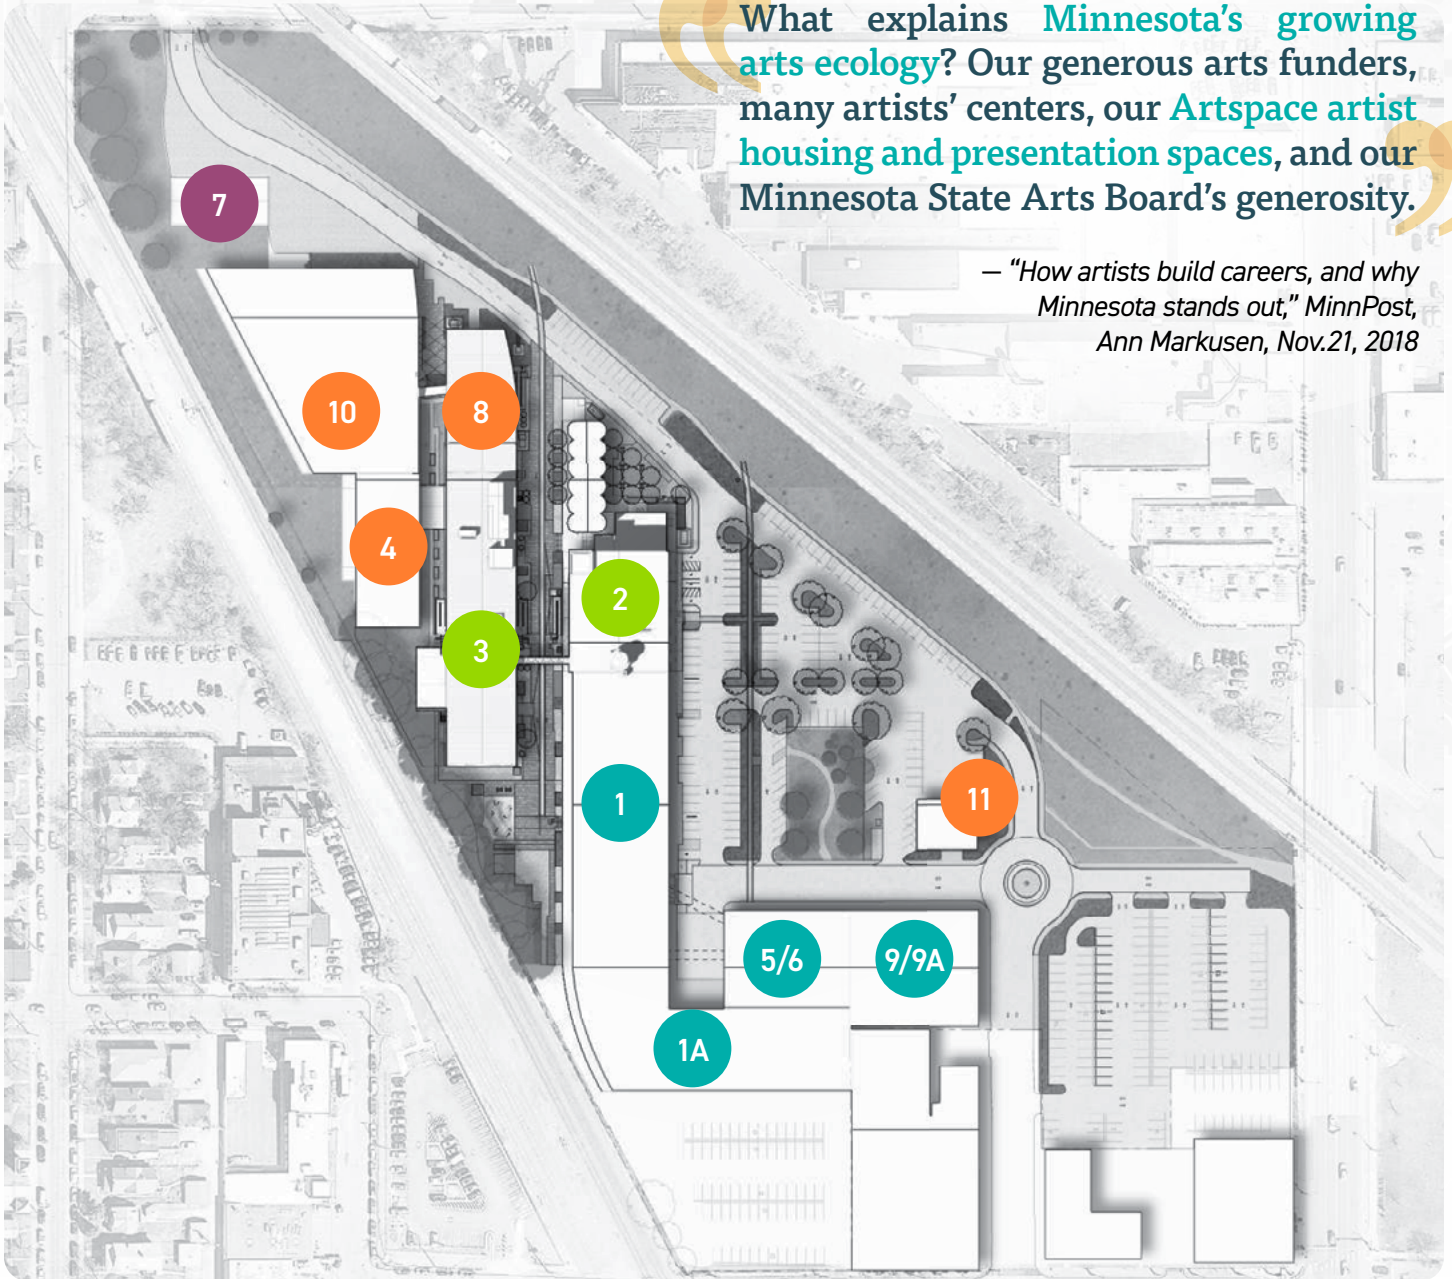 What explains Minnesota’s growing
arts ecology? Our generous arts funders,
many artists’ centers, our Artspace artist
housing and presentation spaces, and our
Minnesota State Arts Board’s generosity.
— “How artists build careers, and why
Minnesota stands out,” MinnPost,
Ann Markusen, Nov.21, 2018
7
10
8
4
2
3
1
11
5/6
9/9A
1A